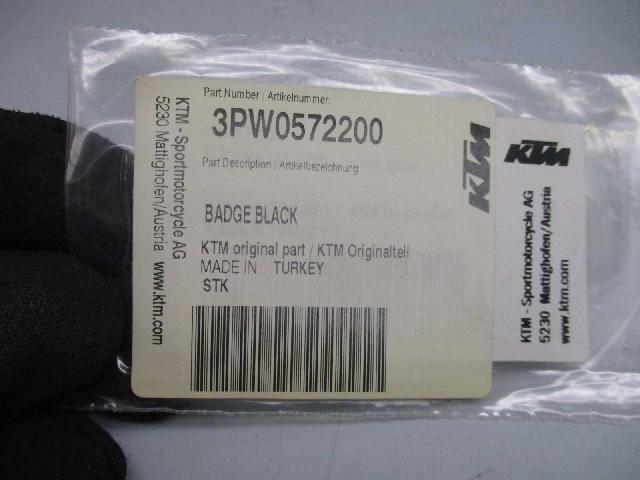 Part Number / Artikelnummer:
3PW0572200
Part Description / Artikelbezeichnung
BADGE BLACK
KTM original part / KTM Originalteil
MADE IN TURKEY
STK
KTM - Sportmotorcycle AG
5230 Mattighofen/Austria
www.ktm.com
KTM
KTM
KTM - Sportmotorcycle AG
5230 Mattighofen/Austria
www.ktm.com